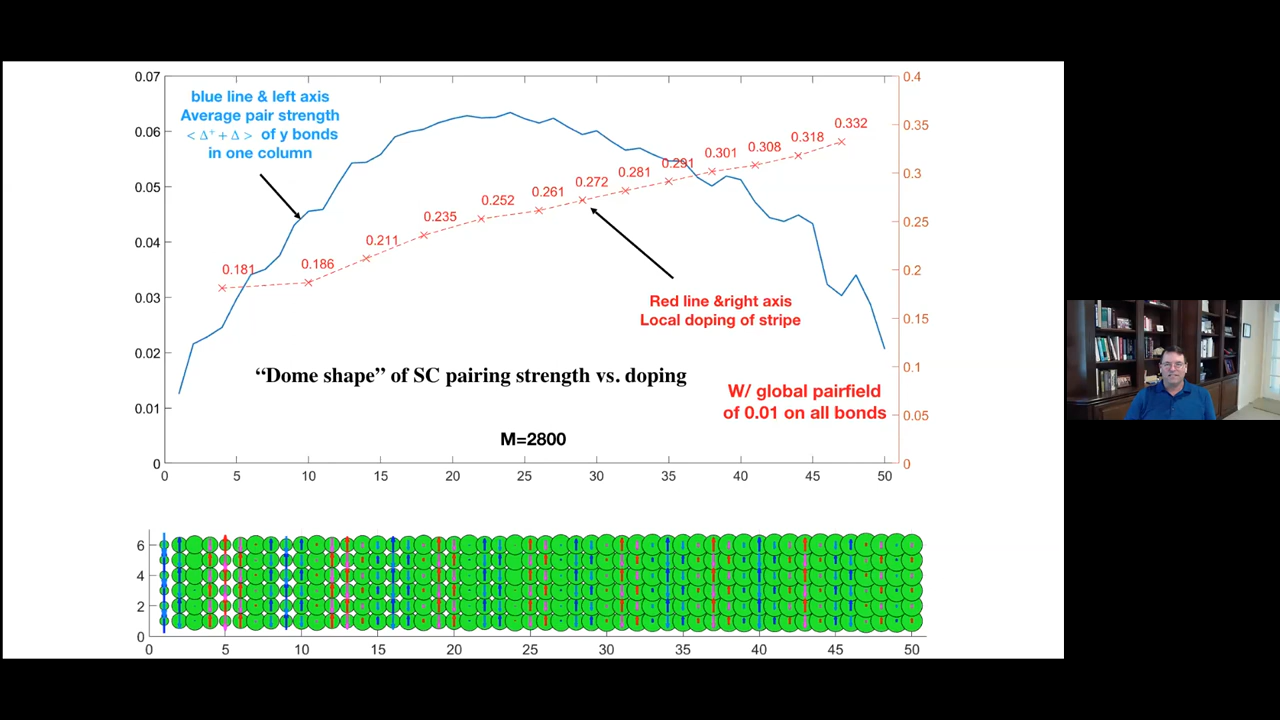 0.07
0.06
0.05
0.04
0.03
0.02
0.01
0
blue line & left axis
Average pair strength
< Δ⁺ + Δ > of y bonds
in one column
0.181
0.186
0.211
0.235
0.252
0.261
0.272
0.281
0.291
0.301
0.308
0.318
0.332
Red line &right axis
Local doping of stripe
“Dome shape” of SC pairing strength vs. doping
W/ global pairfield
of 0.01 on all bonds
M=2800
0.4
0.35
0.3
0.25
0.2
0.15
0.1
0.05
0
0 5 10 15 20 25 30 35 40 45 50
6
4
2
0
0 5 10 15 20 25 30 35 40 45 50